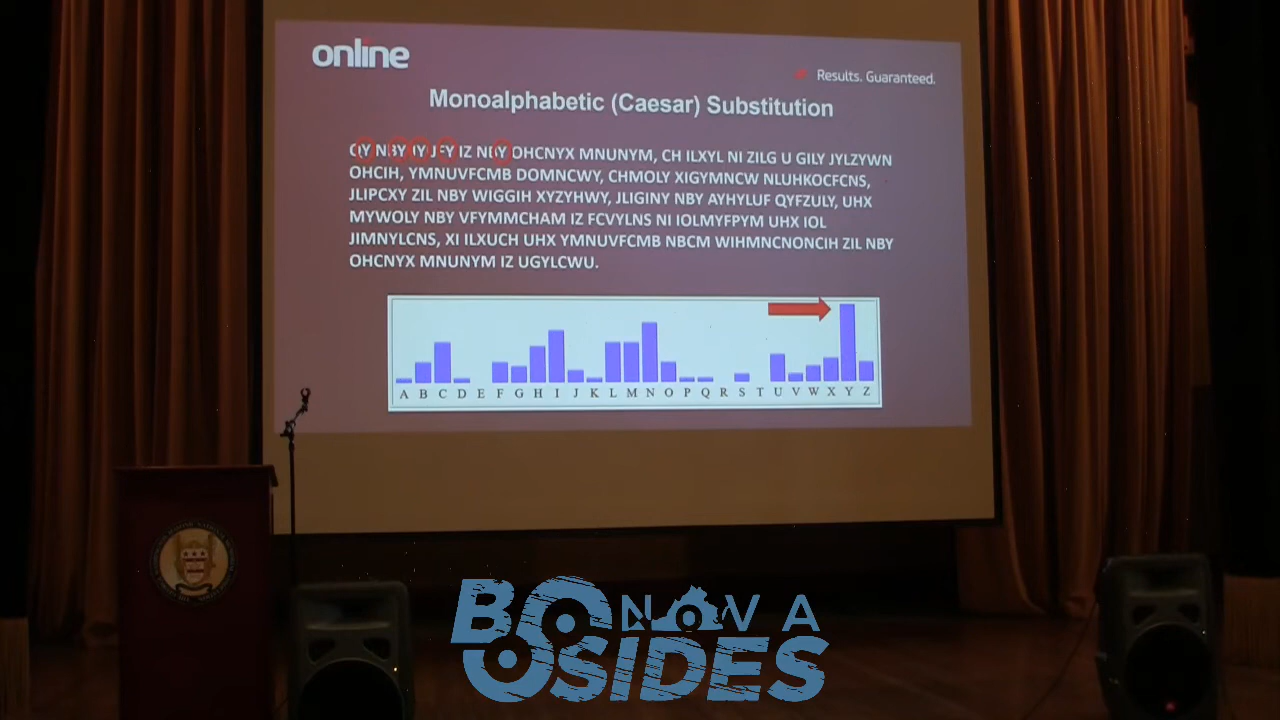 online
Results. Guaranteed.
Monoalphabetic (Caesar) Substitution
QY NBY JYIJFY IZ NBY OHCNYX MNUNYM, CH ILXYL NI ZILG U GILY JYLZYWN
OHCIH, YMNUVFCMB DOMNCWY, CHMOLY XIGYMNCW NLUHKOCFCNS,
JLIPCXY ZIL NBY WIGGIH XYZYHWY, JLIGINY NBY AYHYLUF QYFZULY, UHX
MYWOLY NBY VFYMMCHAM IZ FCVYLNS NI IOLMYFPYM UHX IOL
JIMNYLCNS, XI ILXUCH UHX YMNUVFCMB NBCM WIHMNCNONCIH ZIL NBY
OHCNYX MNUNYM IZ UGYLCWU.
A B C D E F G H I J K L M N O P Q R S T U V W X Y Z
BSIDES
NOVA